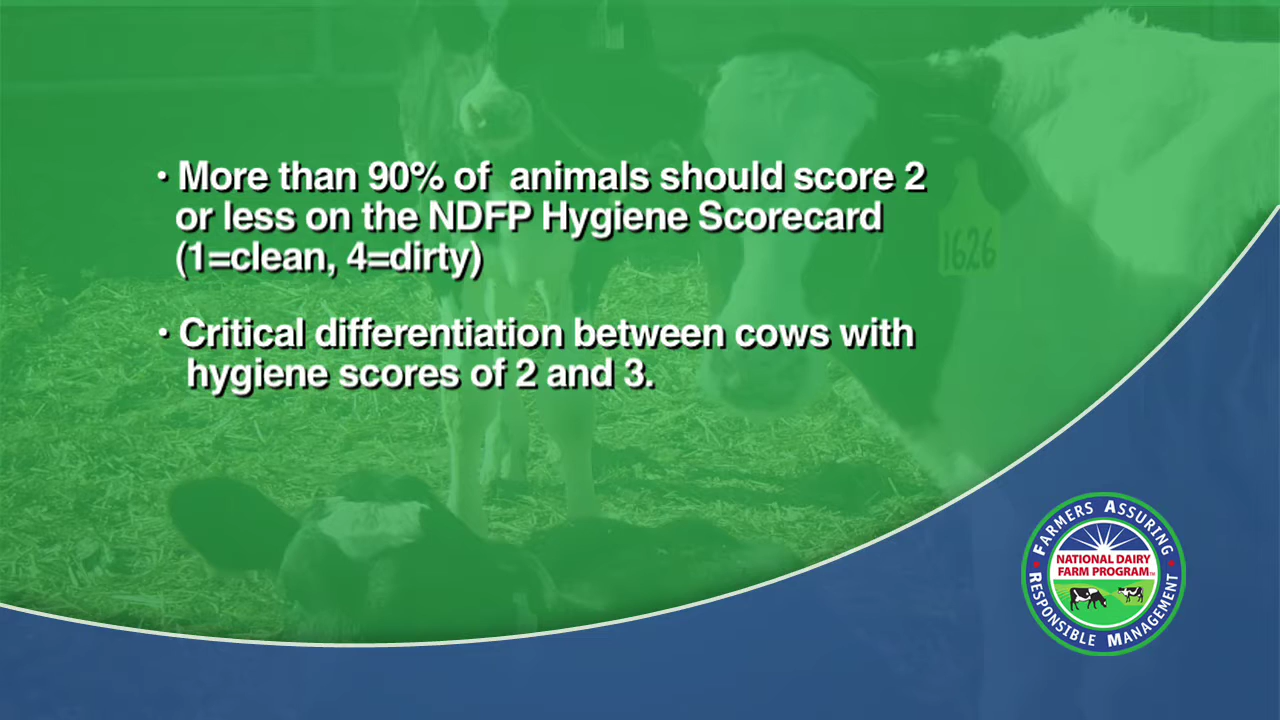 · More than 90% of  animals should score 2
or less on the NDFP Hygiene Scorecard
(1=clean, 4=dirty)
· Critical differentiation between cows with
hygiene scores of 2 and 3.
1626
FARMERS ASSURING
NATIONAL DAIRY
FARM PROGRAM™
RESPONSIBLE MANAGEMENT